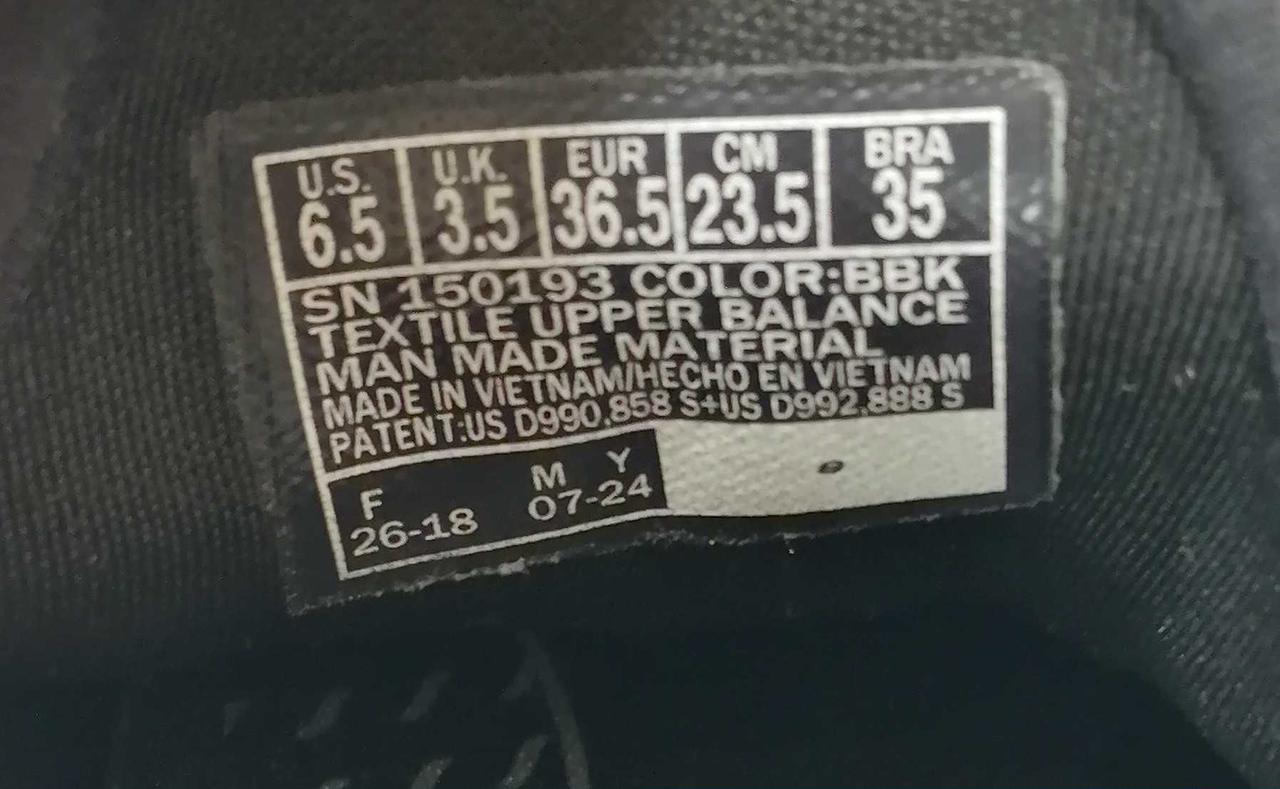 U.S. U.K. EUR CM BRA
6.5 3.5 36.5 23.5 35
SN 150193 COLOR:BBK
TEXTILE UPPER BALANCE
MAN MADE MATERIAL
MADE IN VIETNAM/HECHO EN VIETNAM
PATENT:US D990,858 S+US D992,888 S
F M Y
26-18 07-24